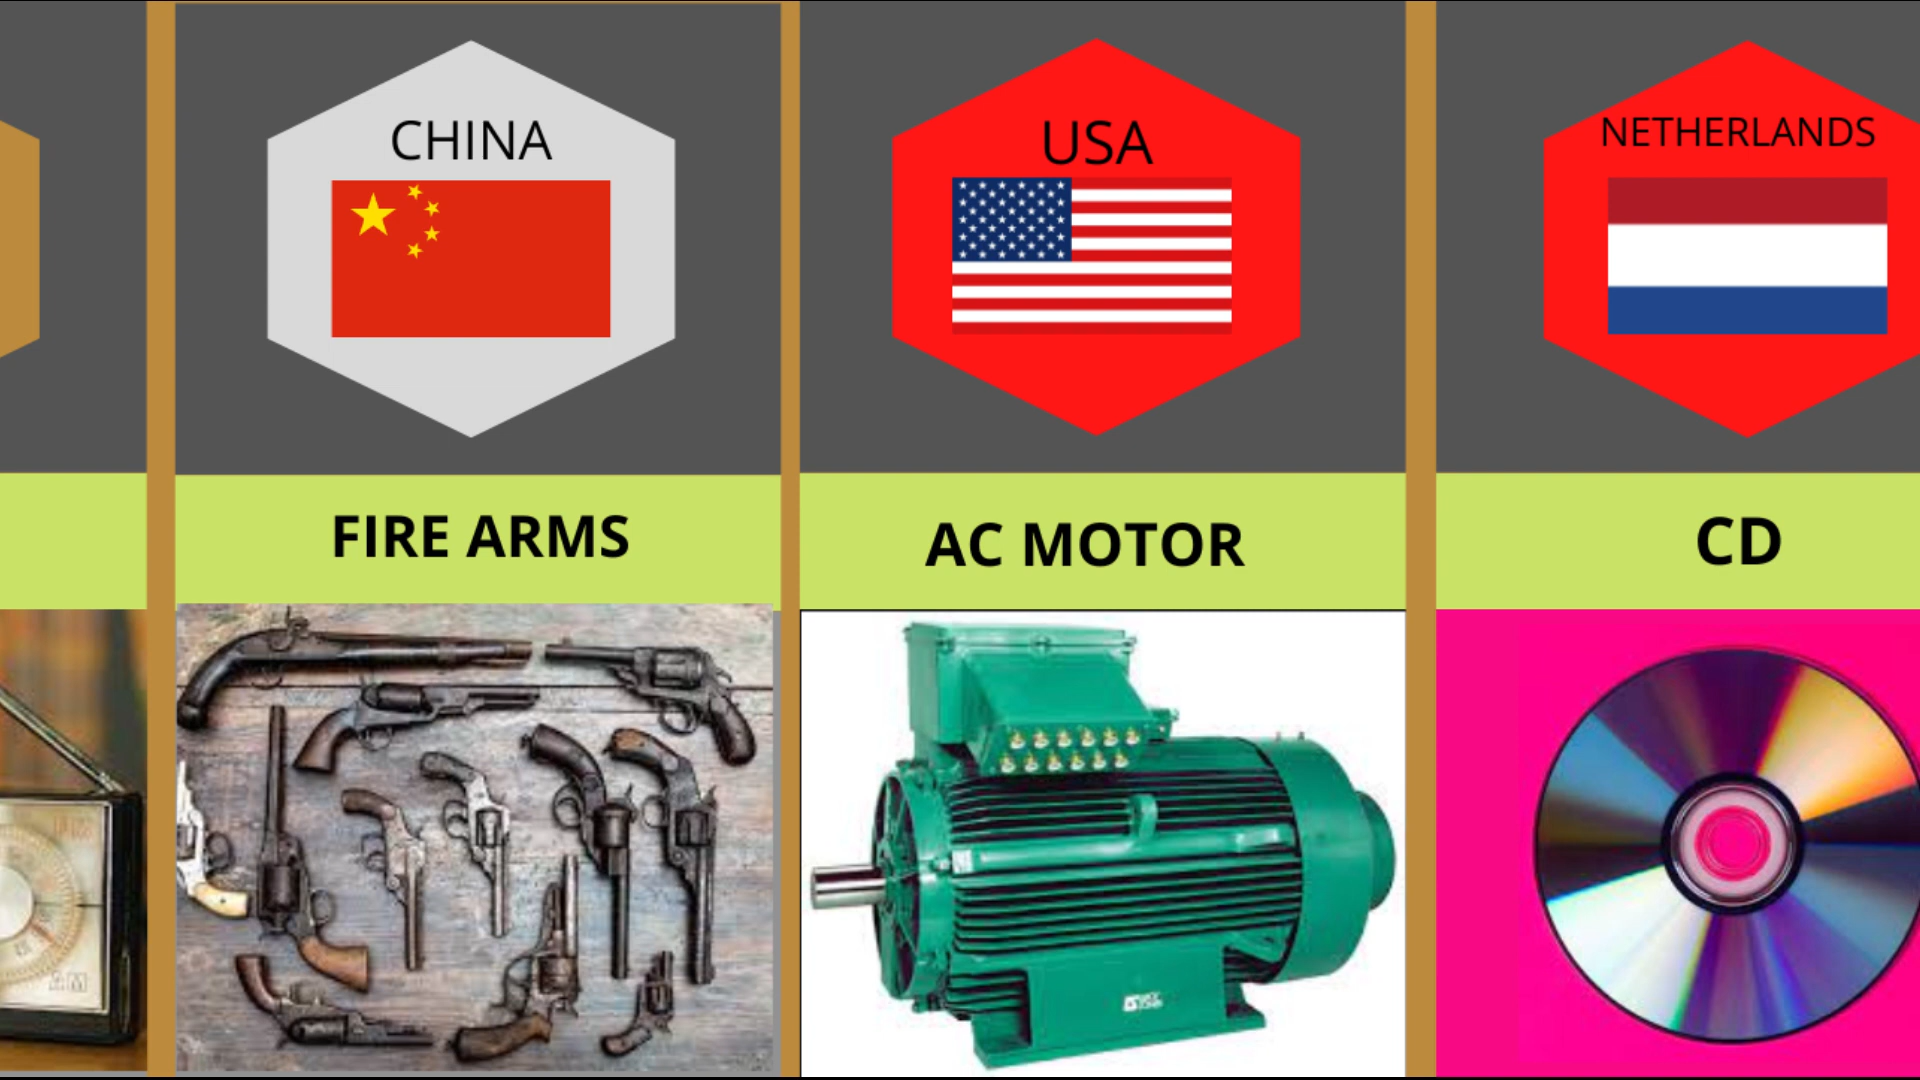 CHINA
FIRE ARMS
USA
AC MOTOR
NETHERLANDS
CD